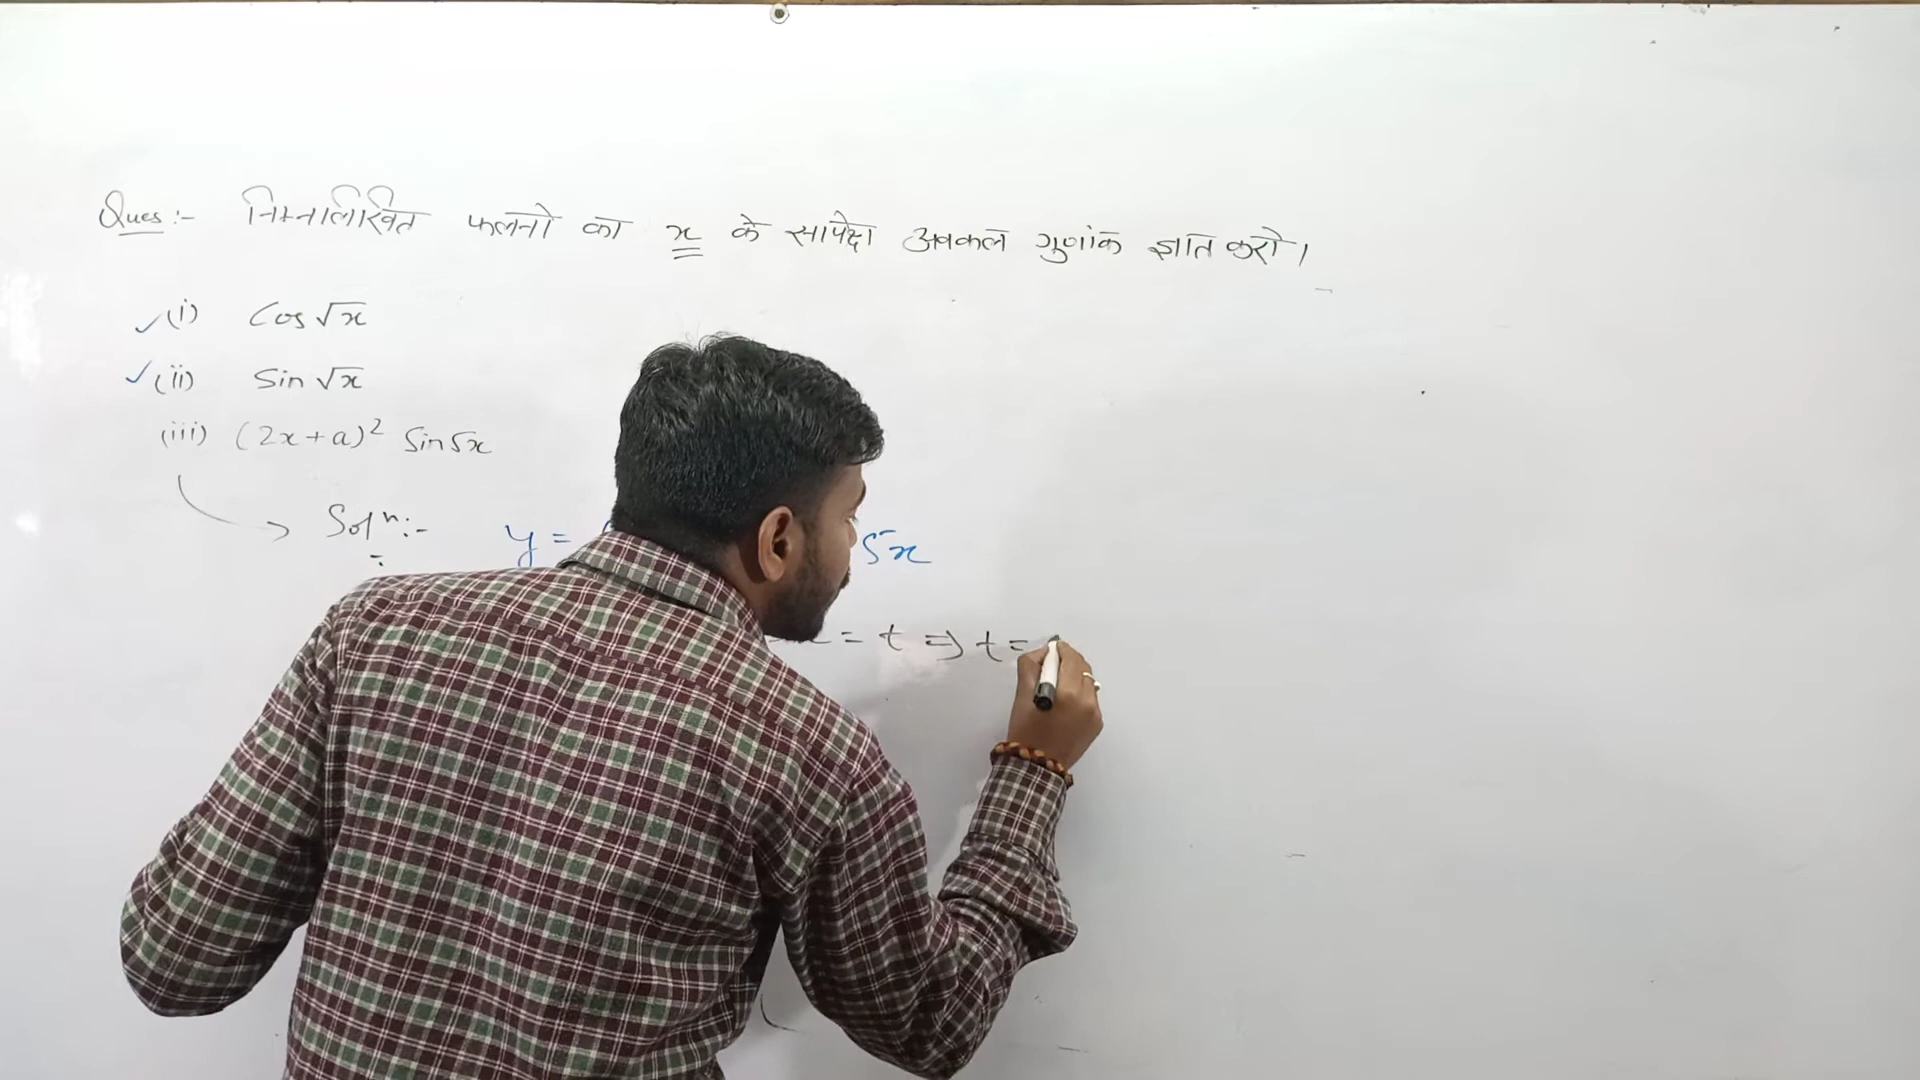 Ques :- निम्नलिखित फलनो का x के सापेक्ष अवकल गुणांक ज्ञात करो।
(i) Cos √x
(ii) Sin √x
(iii) (2x+a)² Sin5x
Solⁿ:- y = 5x
= t ⇒ t =